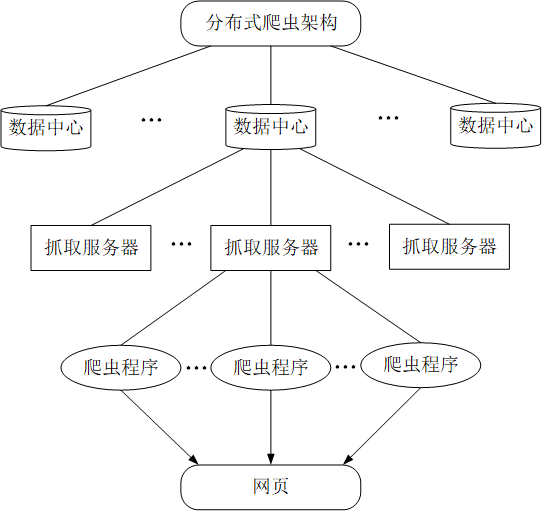 分布式爬虫架构
数据中心
…
数据中心
…
数据中心
抓取服务器
…
抓取服务器
…
抓取服务器
爬虫程序
…
爬虫程序
…
爬虫程序
网页